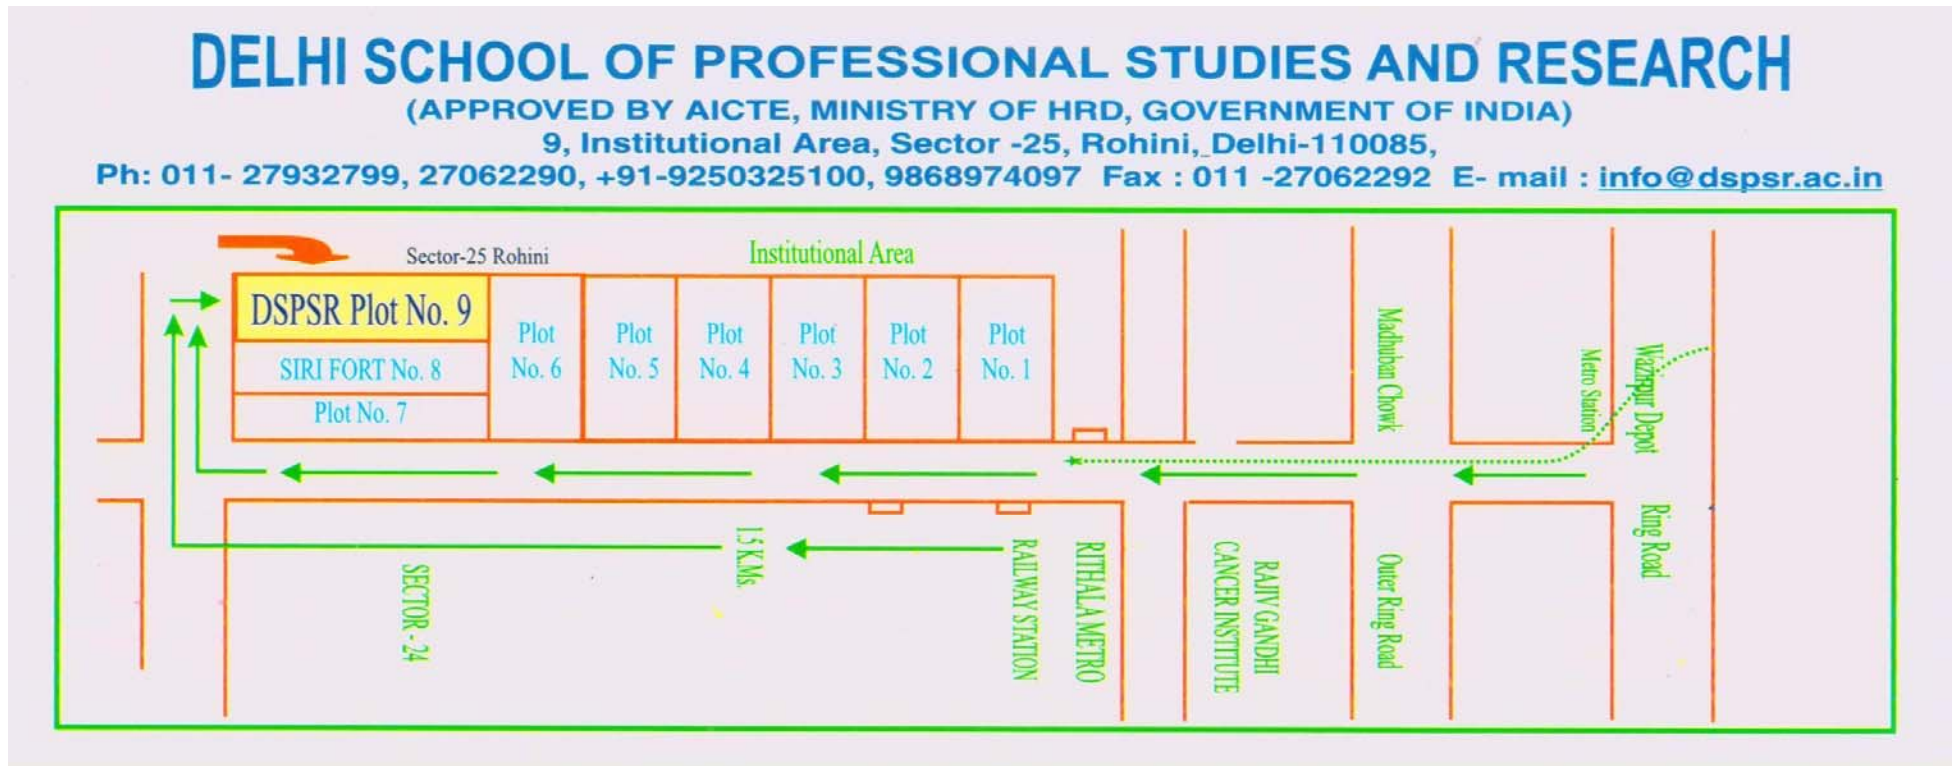 DELHI SCHOOL OF PROFESSIONAL STUDIES AND RESEARCH
(APPROVED BY AICTE, MINISTRY OF HRD, GOVERNMENT OF INDIA)
9, Institutional Area, Sector -25, Rohini, Delhi-110085,
Ph: 011- 27932799, 27062290, +91-9250325100, 9868974097 Fax : 011 -27062292 E- mail : info@dspsr.ac.in
Sector-25 Rohini
Institutional Area
DSPSR Plot No. 9
SIRI FORT No. 8
Plot No. 7
Plot
No. 6
Plot
No. 5
Plot
No. 4
Plot
No. 3
Plot
No. 2
Plot
No. 1
Madhuban Chowk
Metro Station
Wazirpur Depot
SECTOR - 24
1.5 K.Ms.
RITHALA METRO
RAILWAY STATION
RAJIV GANDHI
CANCER INSTITUTE
Outer Ring Road
Ring Road